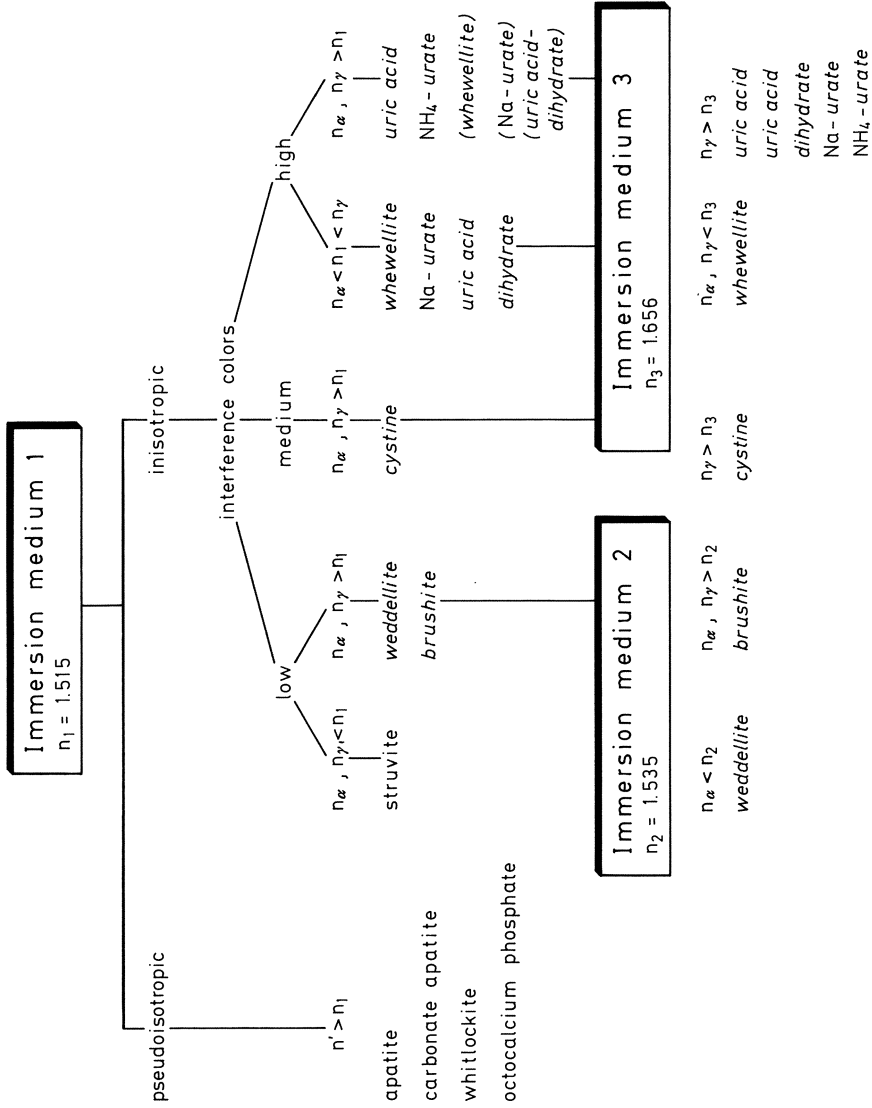 Immersion medium 1
n₁ = 1.515
pseudoisotropic
inisotropic
interference colors
low
medium
high
n' > n₁
apatite
carbonate apatite
whitlockite
octocalcium phosphate
nα , nγ, < n₁
struvite
nα , nγ > n₁
weddellite
brushite
nα , nγ > n₁
cystine
nα < n₁ < nγ
whewellite
Na - urate
uric acid
dihydrate
nα , nγ > n₁
uric acid
NH₄ - urate
(whewellite)
(Na - urate)
(uric acid-
dihydrate)
Immersion medium 2
n₂ = 1.535
Immersion medium 3
n₃ = 1.656
nα < n₂
weddellite
nα , nγ > n₂
brushite
nγ > n₃
cystine
nα , nγ < n₃
whewellite
nγ > n₃
uric acid
uric acid
dihydrate
Na - urate
NH₄ - urate